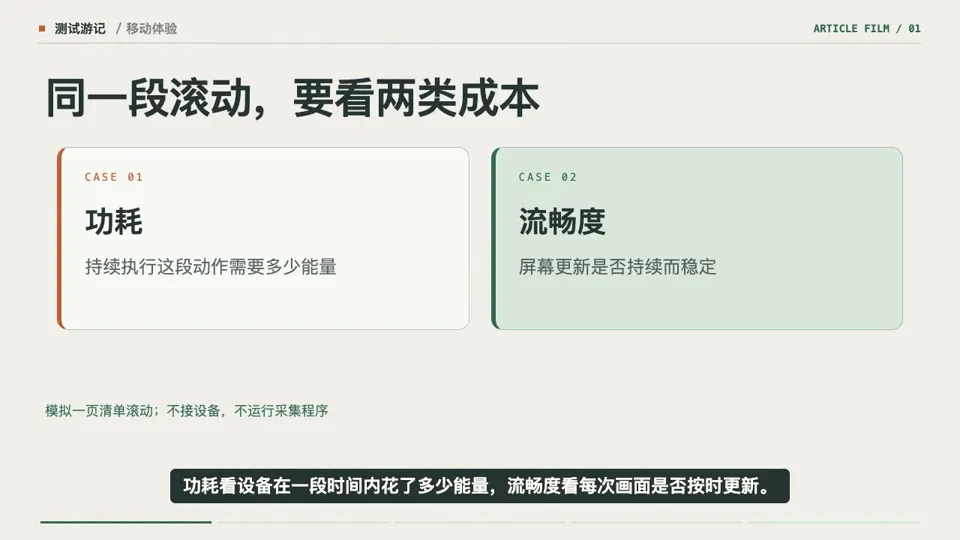 测试游记 / 移动体验
ARTICLE FILM / 01
同一段滚动，要看两类成本
CASE 01
功耗
持续执行这段动作需要多少能量
CASE 02
流畅度
屏幕更新是否持续而稳定
模拟一页清单滚动；不接设备，不运行采集程序
功耗看设备在一段时间内花了多少能量，流畅度看每次画面是否按时更新。